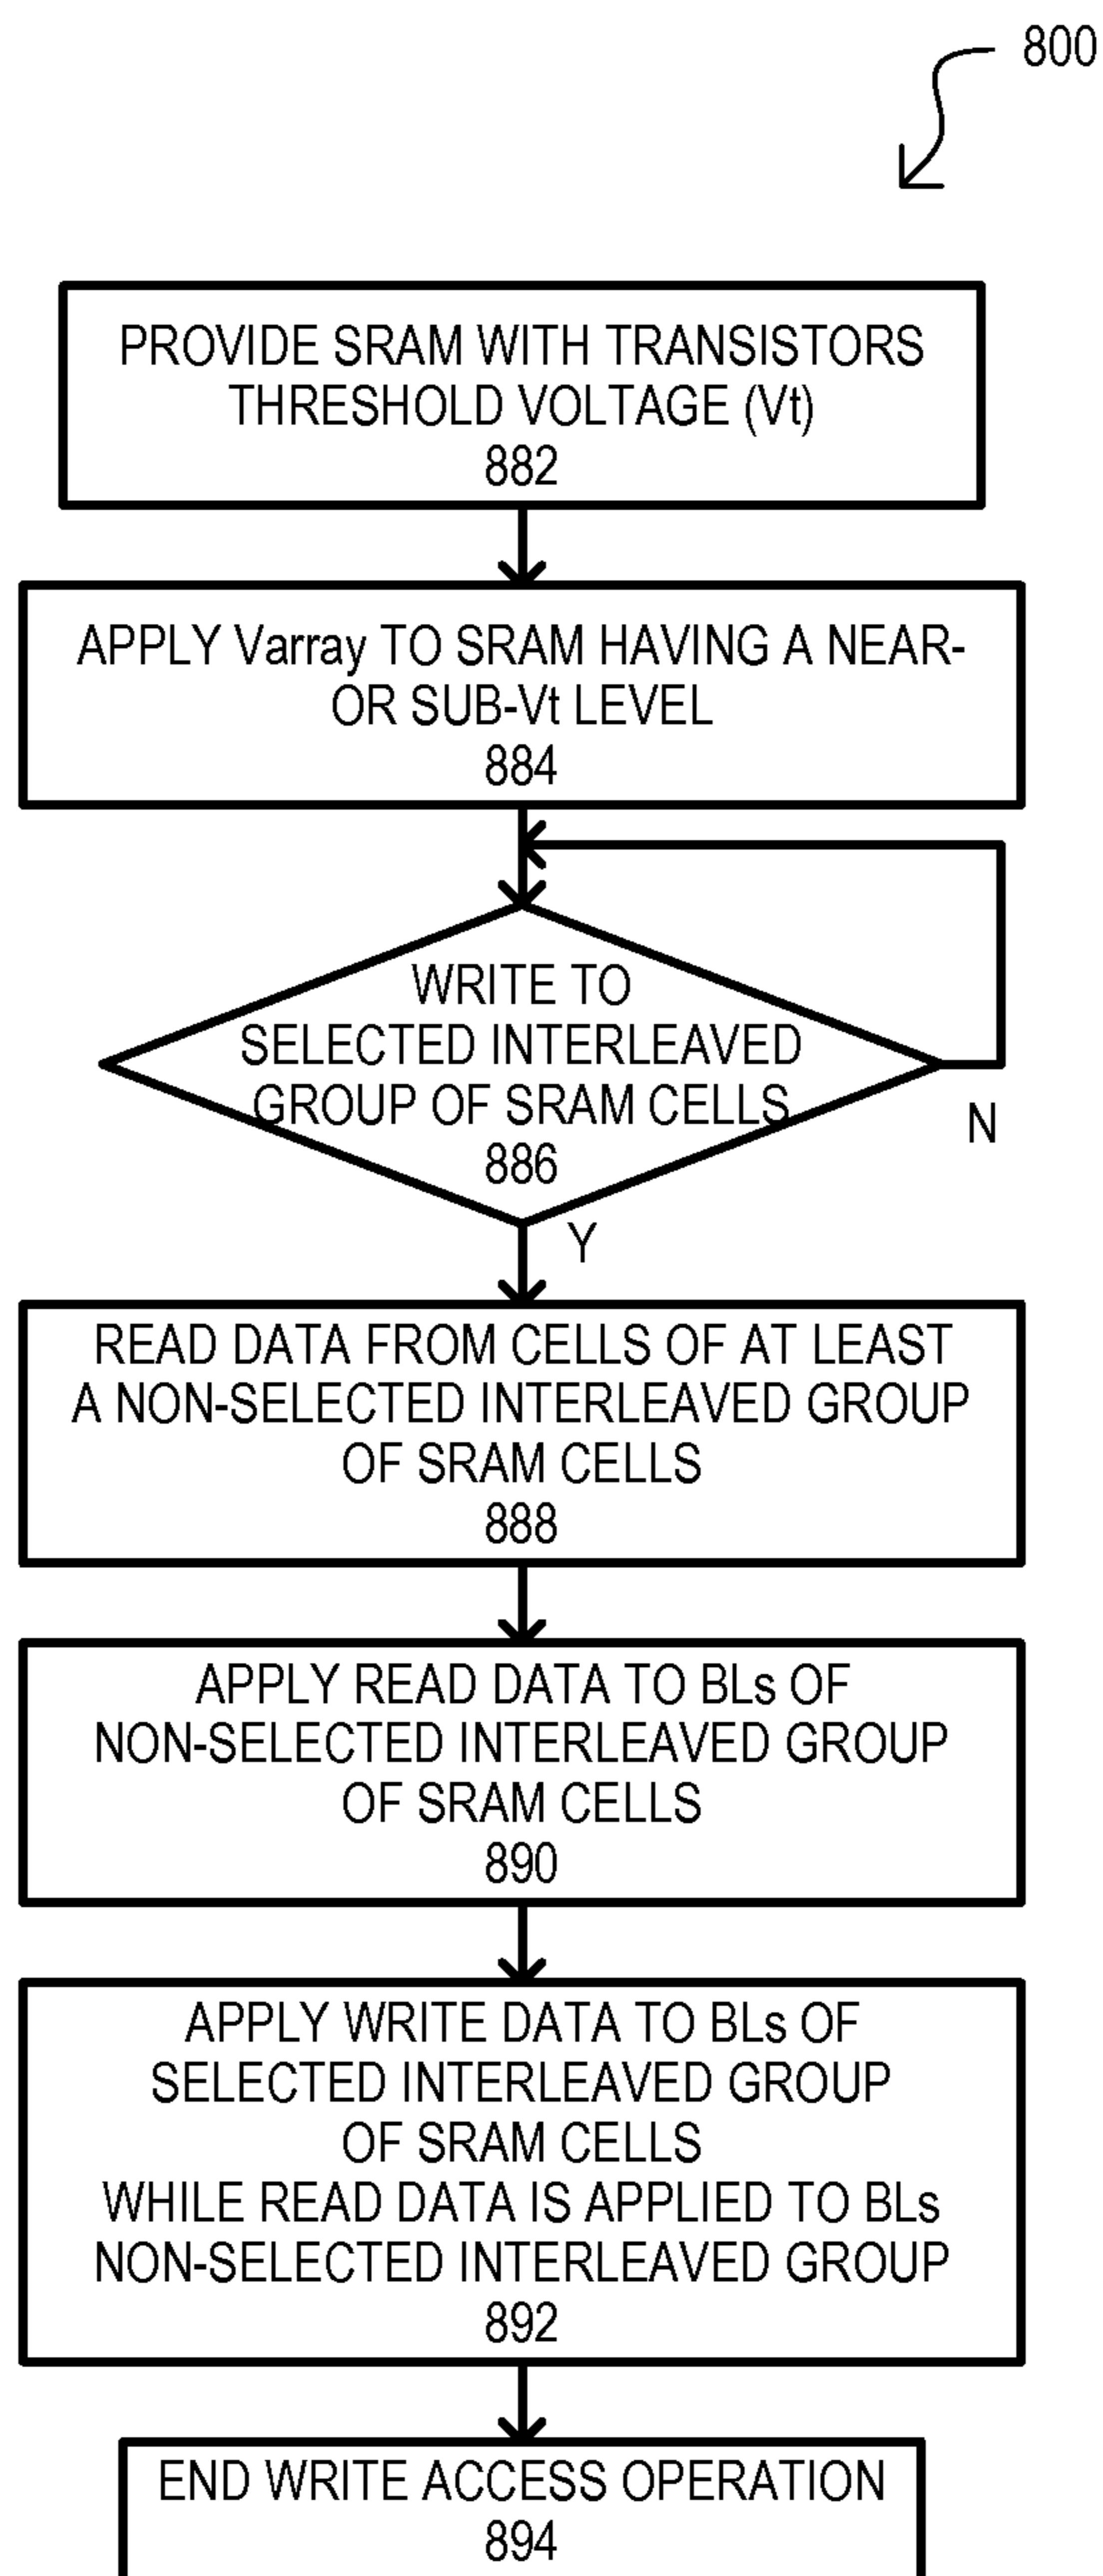 800
PROVIDE SRAM WITH TRANSISTORS
THRESHOLD VOLTAGE (Vt)
882
APPLY Varray TO SRAM HAVING A NEAR-
OR SUB-Vt LEVEL
884
WRITE TO
SELECTED INTERLEAVED
GROUP OF SRAM CELLS
886
N
Y
READ DATA FROM CELLS OF AT LEAST
A NON-SELECTED INTERLEAVED GROUP
OF SRAM CELLS
888
APPLY READ DATA TO BLs OF
NON-SELECTED INTERLEAVED GROUP
OF SRAM CELLS
890
APPLY WRITE DATA TO BLs OF
SELECTED INTERLEAVED GROUP
OF SRAM CELLS
WHILE READ DATA IS APPLIED TO BLs
NON-SELECTED INTERLEAVED GROUP
892
END WRITE ACCESS OPERATION
894